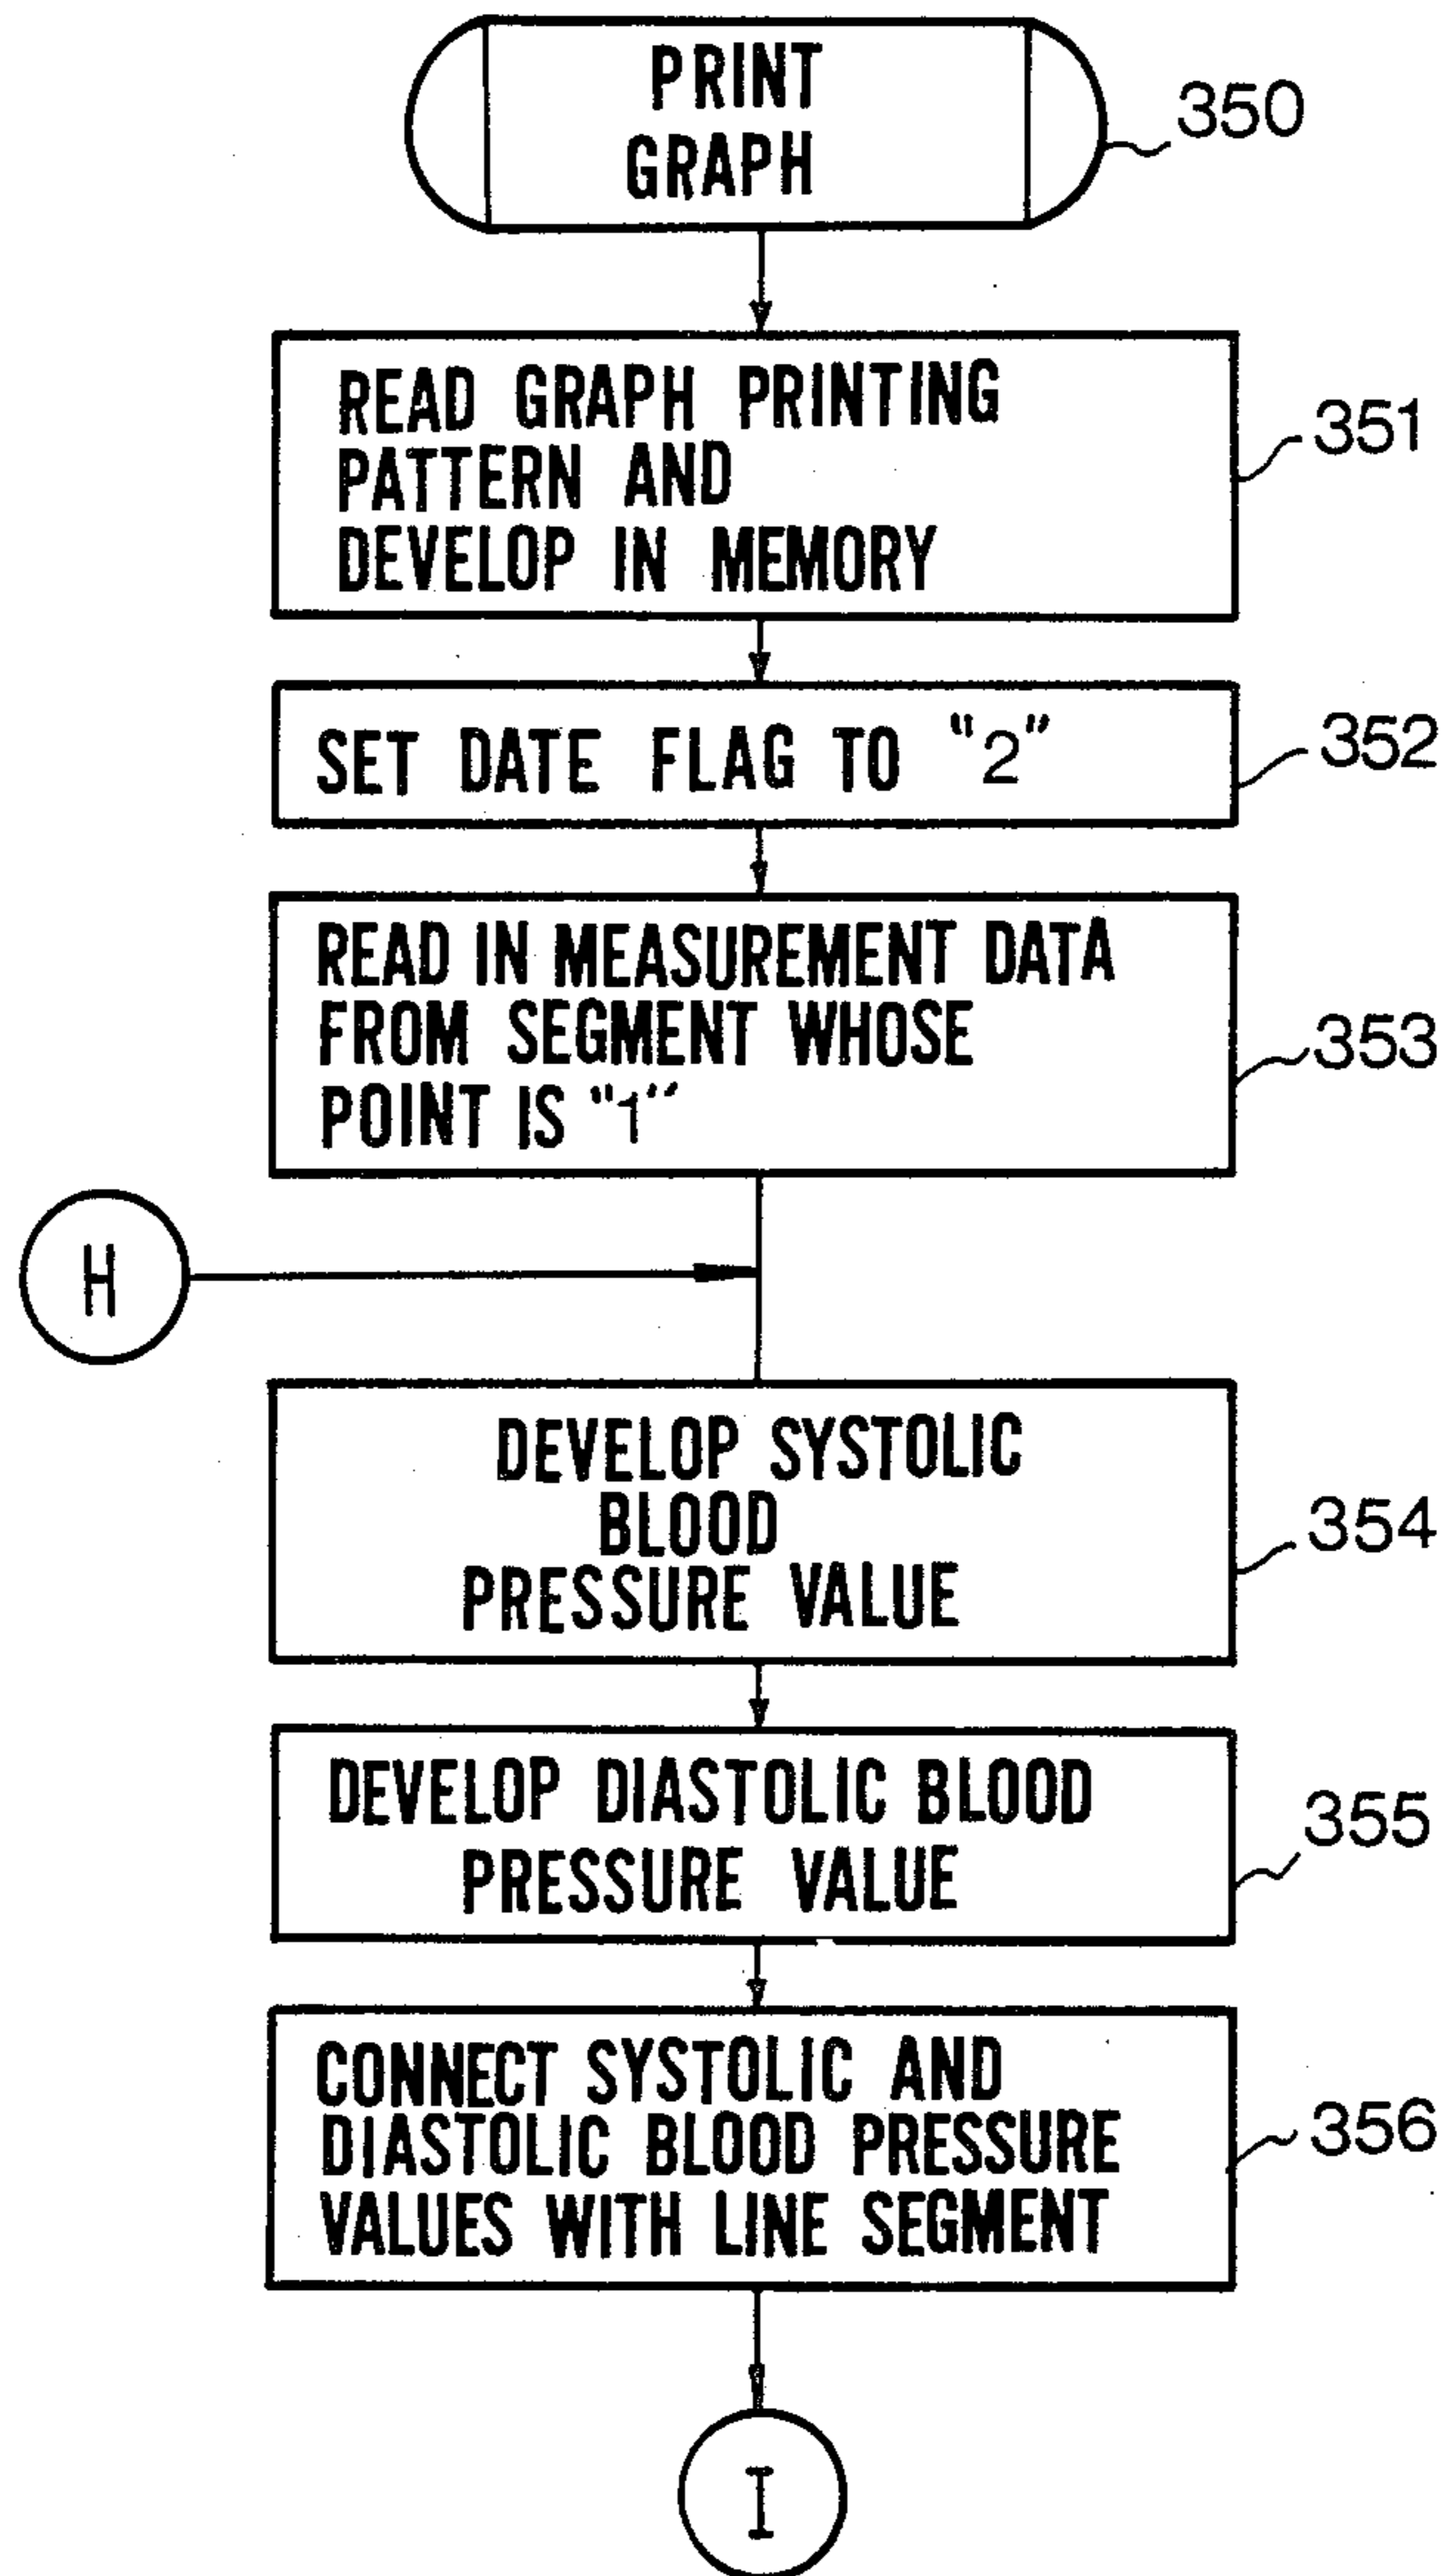 PRINT
GRAPH
350
READ GRAPH PRINTING
PATTERN AND
DEVELOP IN MEMORY
351
SET DATE FLAG TO "2"
352
READ IN MEASUREMENT DATA
FROM SEGMENT WHOSE
POINT IS "1"
353
H
DEVELOP SYSTOLIC
BLOOD
PRESSURE VALUE
354
DEVELOP DIASTOLIC BLOOD
PRESSURE VALUE
355
CONNECT SYSTOLIC AND
DIASTOLIC BLOOD PRESSURE
VALUES WITH LINE SEGMENT
356
I